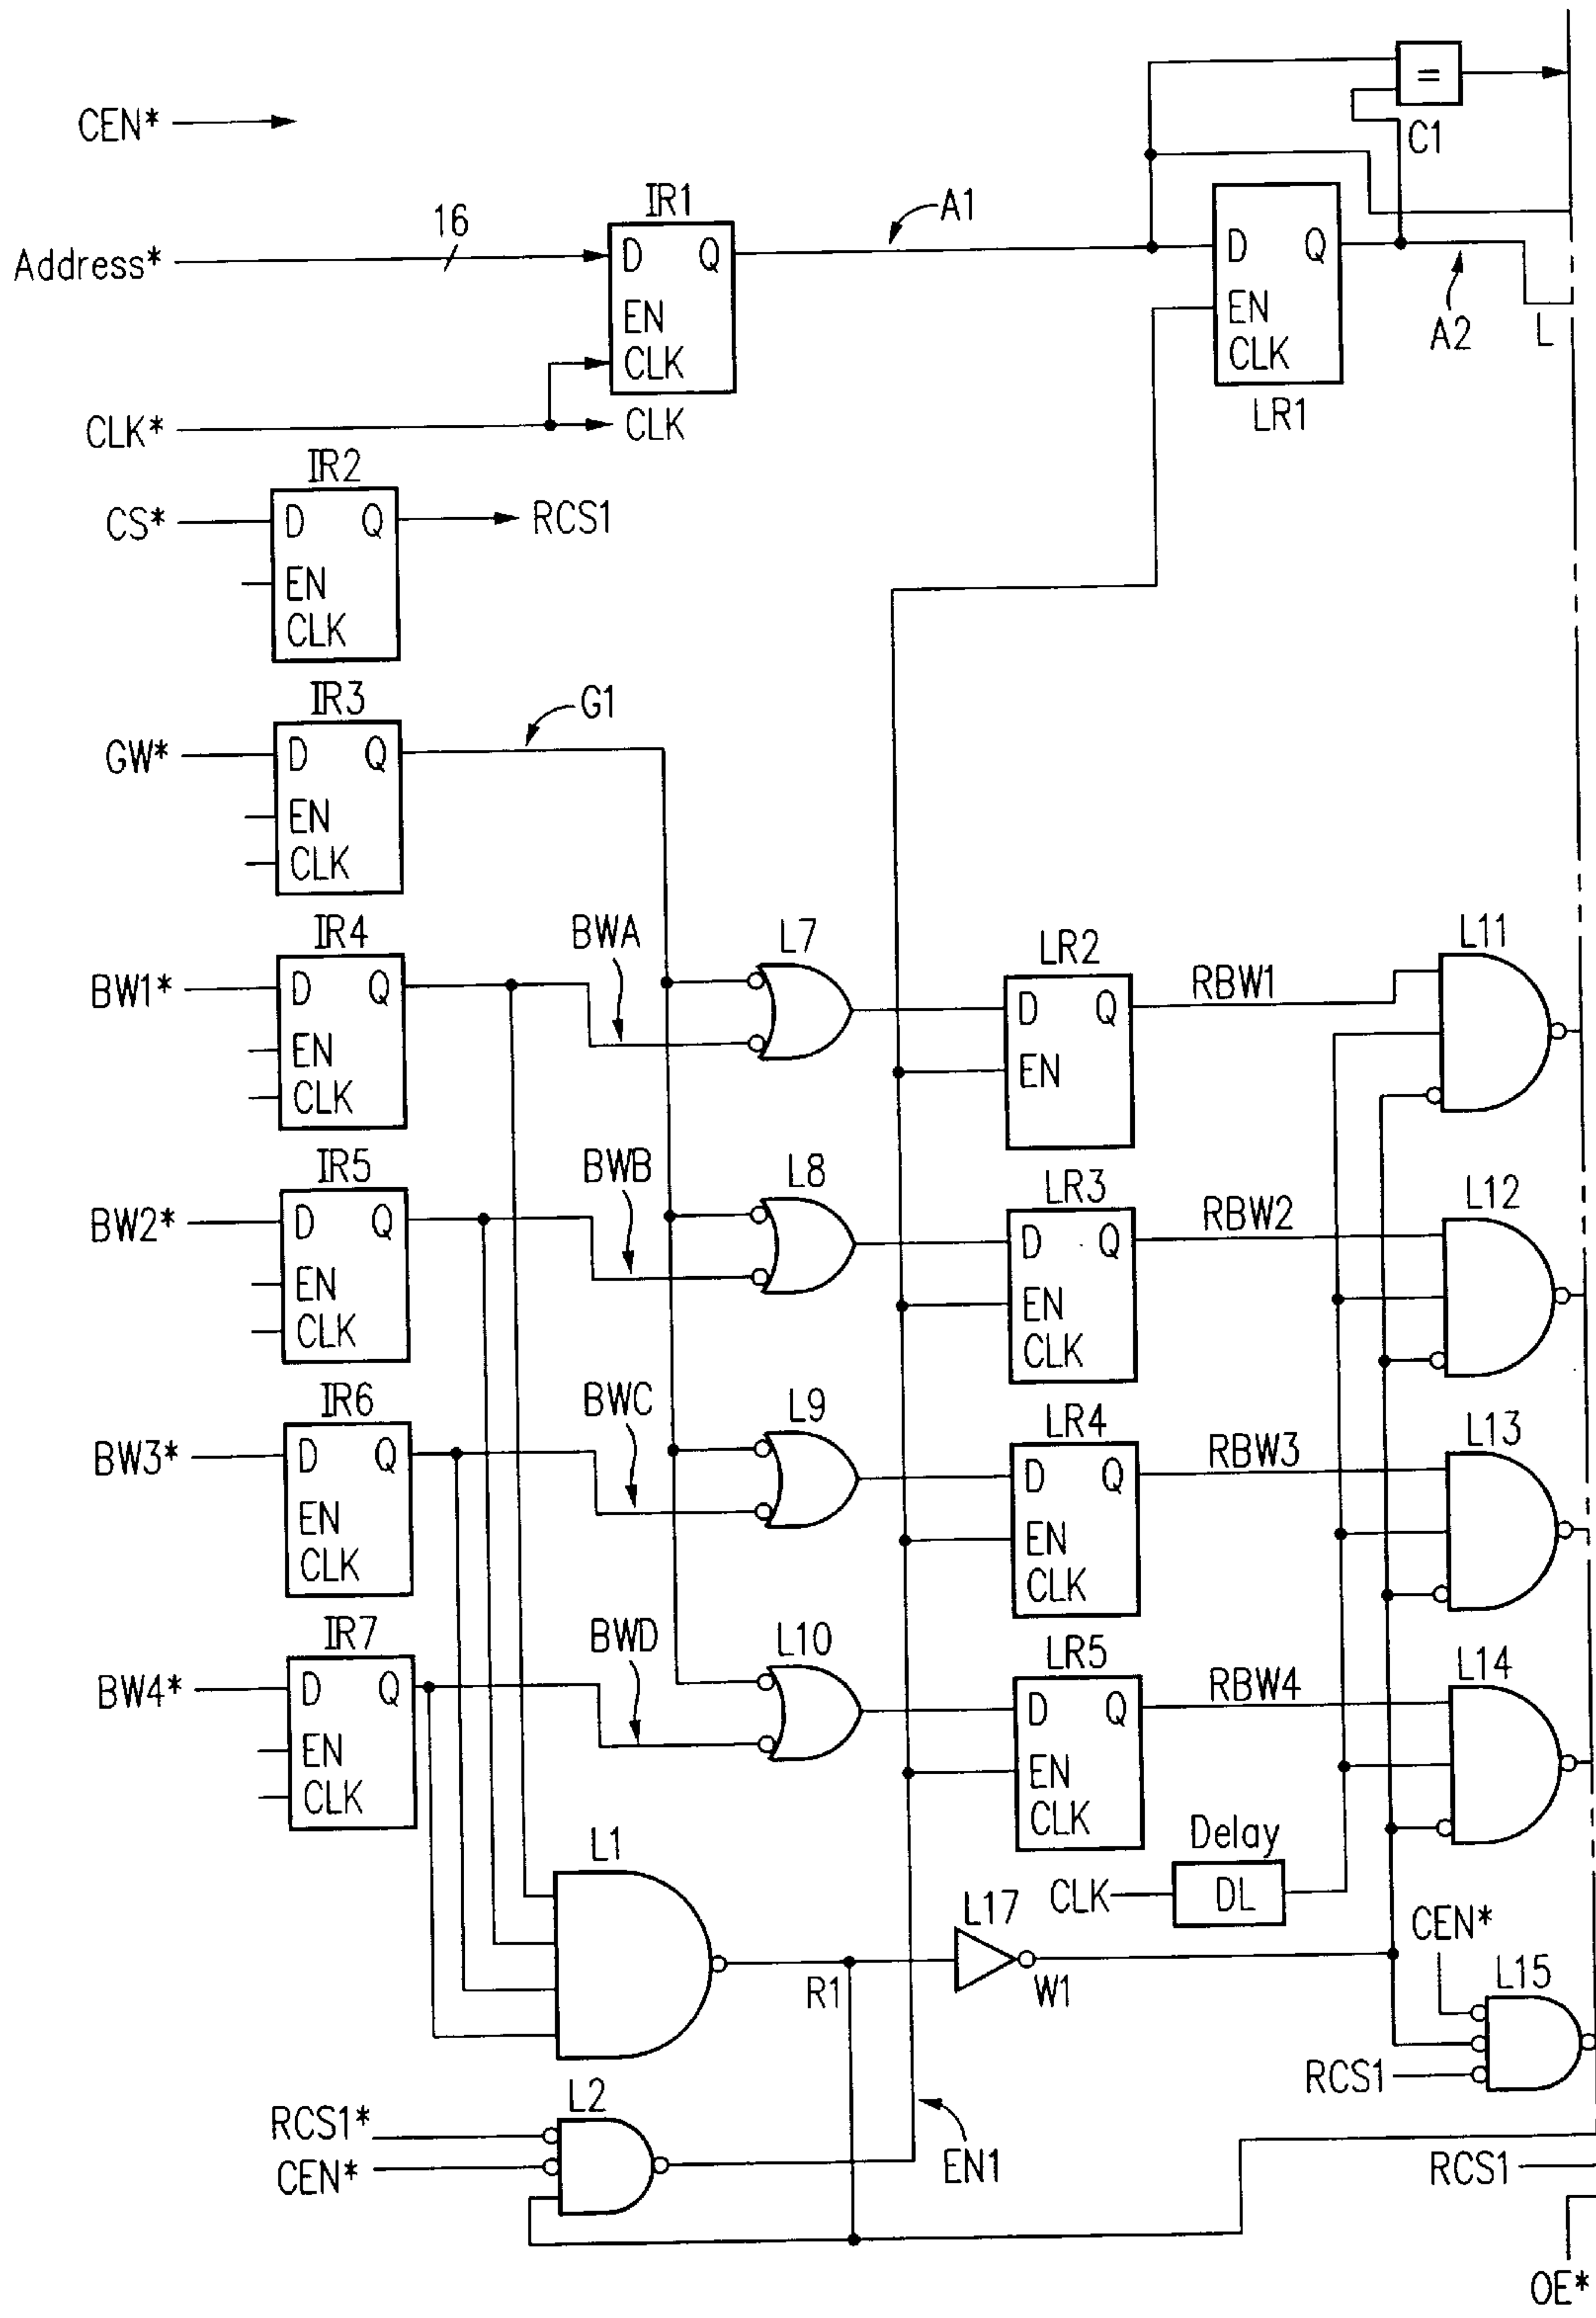 CEN*
=
C1
Address*
16
IR1
D Q
EN
CLK
A1
D Q
EN
CLK
LR1
A2
L
CLK*
CLK
IR2
CS*
D Q
EN
CLK
RCS1
IR3
GW*
D Q
EN
CLK
G1
IR4
BW1*
D Q
EN
CLK
BWA
L7
LR2
D Q
EN
RBW1
L11
IR5
BW2*
D Q
EN
CLK
BWB
L8
LR3
D Q
EN
CLK
RBW2
L12
IR6
BW3*
D Q
EN
CLK
BWC
L9
LR4
D Q
EN
CLK
RBW3
L13
IR7
BW4*
D Q
EN
CLK
BWD
L10
LR5
D Q
EN
CLK
RBW4
L14
L1
Delay
CLK
DL
L17
R1
W1
CEN*
L15
RCS1
L2
RCS1*
CEN*
EN1
RCS1
OE*